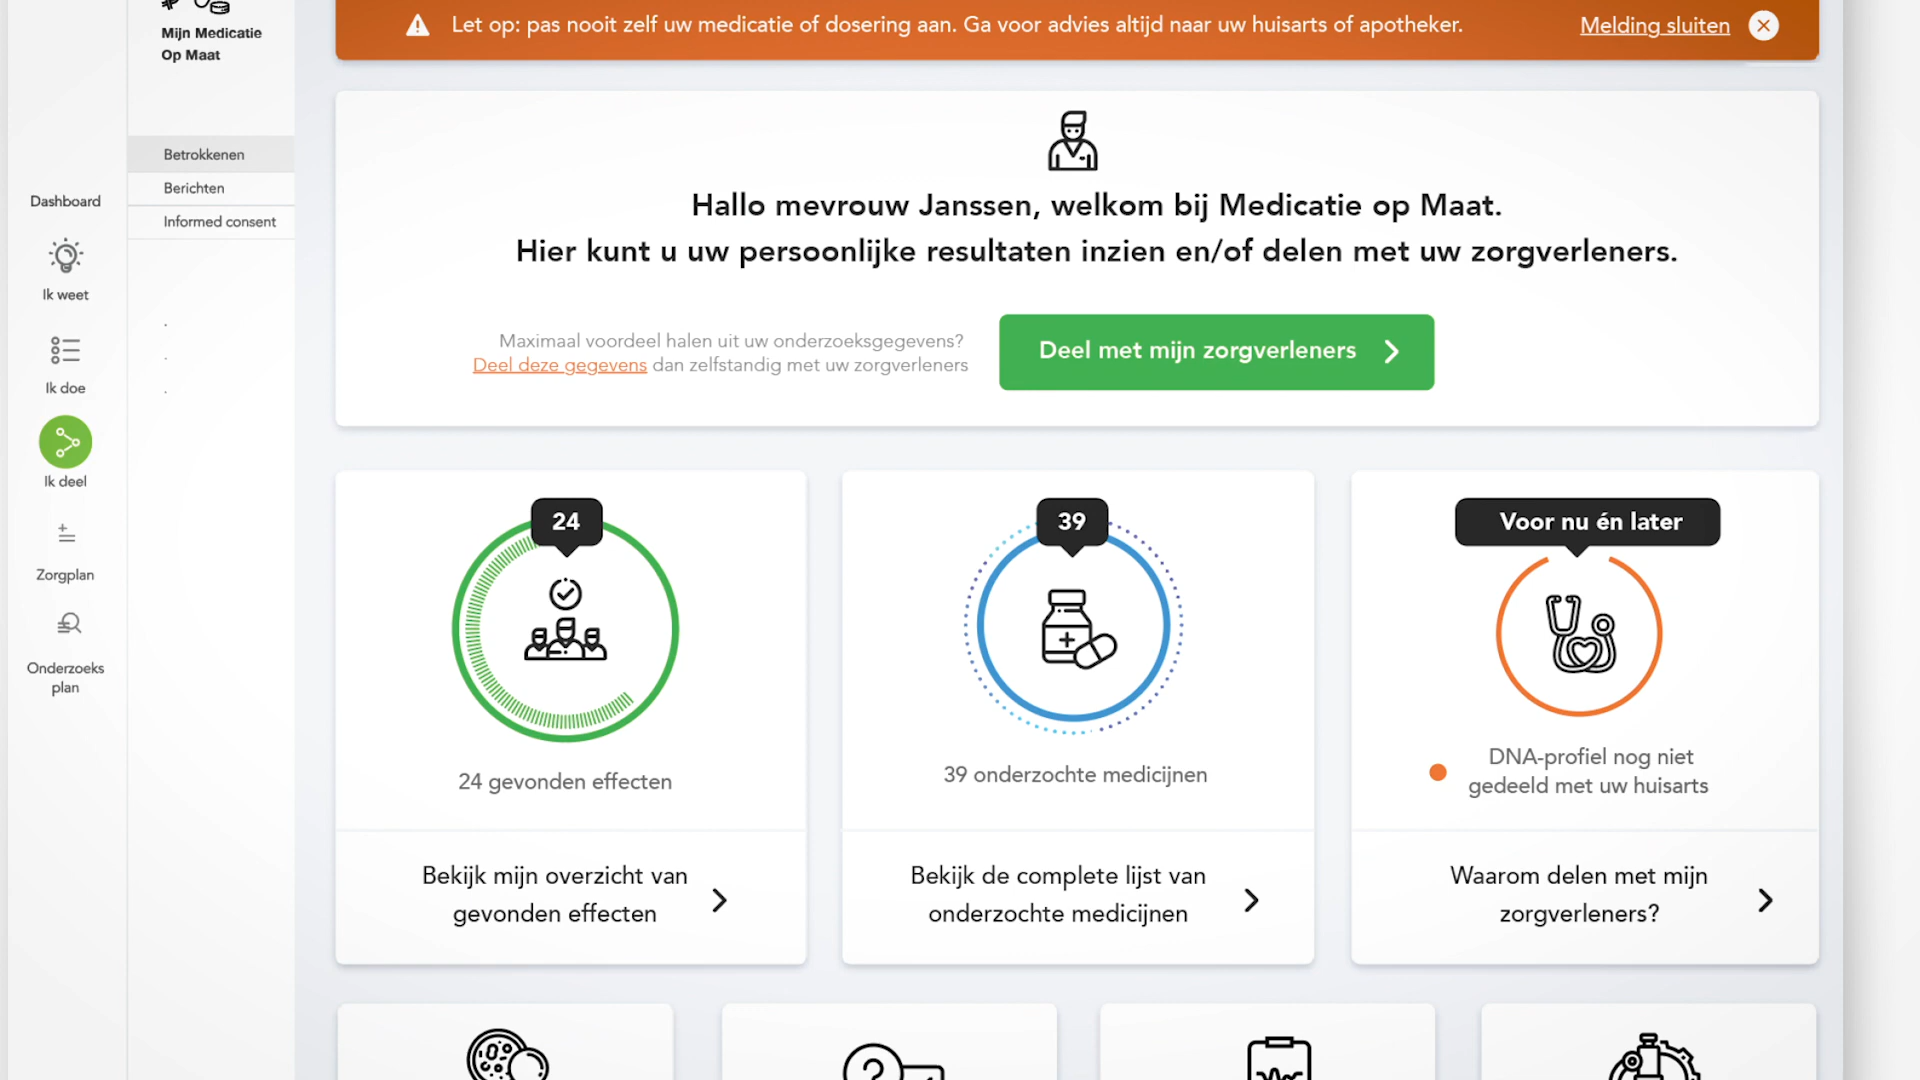 Mijn Medicatie
Op Maat
Let op: pas nooit zelf uw medicatie of dosering aan. Ga voor advies altijd naar uw huisarts of apotheker.
Melding sluiten
Betrokkenen
Berichten
Informed consent
Dashboard
Ik weet
Ik doe
Ik deel
Zorgplan
Onderzoeks
plan
Hallo mevrouw Janssen, welkom bij Medicatie op Maat.
Hier kunt u uw persoonlijke resultaten inzien en/of delen met uw zorgverleners.
Maximaal voordeel halen uit uw onderzoeksgegevens?
Deel deze gegevens dan zelfstandig met uw zorgverleners
Deel met mijn zorgverleners
24
24 gevonden effecten
Bekijk mijn overzicht van
gevonden effecten
39
39 onderzochte medicijnen
Bekijk de complete lijst van
onderzochte medicijnen
Voor nu én later
DNA-profiel nog niet
gedeeld met uw huisarts
Waarom delen met mijn
zorgverleners?